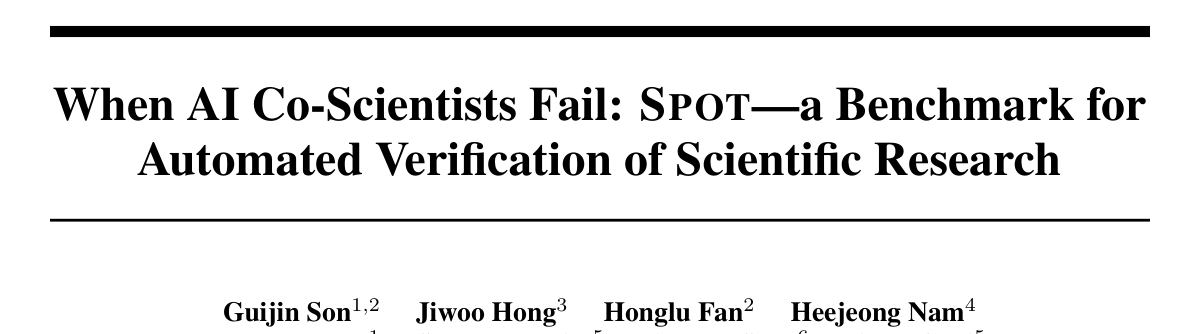 When AI Co-Scientists Fail: SPOT—a Benchmark for
Automated Verification of Scientific Research
Guijin Son1,2 Jiwoo Hong3 Honglu Fan2 Heejeong Nam4